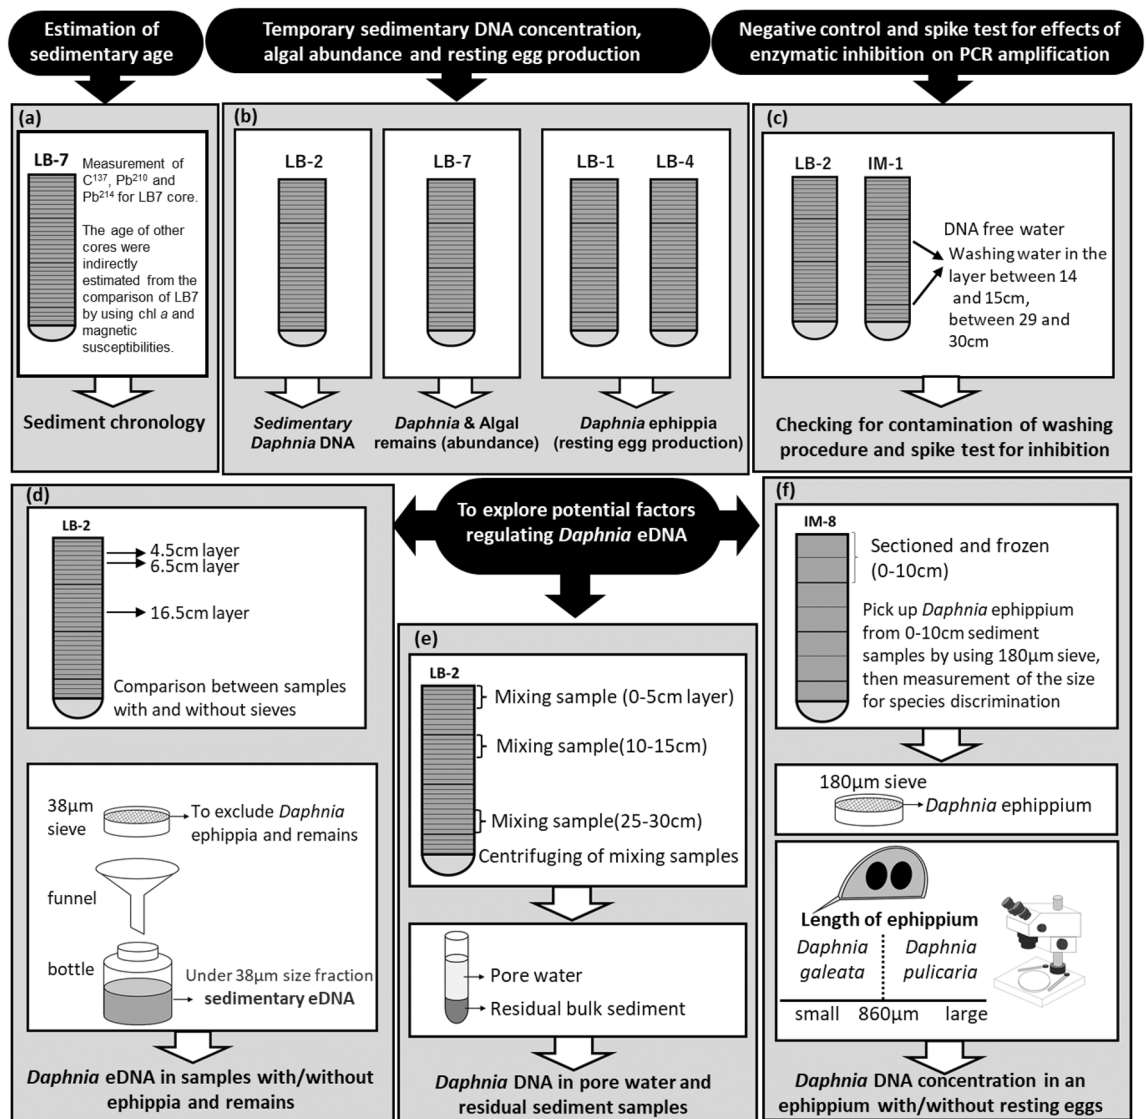 Estimation of
sedimentary age
Temporary sedimentary DNA concentration,
algal abundance and resting egg production
Negative control and spike test for effects of
enzymatic inhibition on PCR amplification
(a)
LB-7
Measurement of
C137, Pb210 and
Pb214 for LB7 core.
The age of other
cores were
indirectly
estimated from the
comparison of LB7
by using chl a and
magnetic
susceptibilities.
Sediment chronology
(b)
LB-2
LB-7
LB-1
LB-4
Sedimentary
Daphnia DNA
Daphnia & Algal
remains (abundance)
Daphnia ephippia
(resting egg production)
(c)
LB-2
IM-1
DNA free water
Washing water in the
layer between 14
and 15cm,
between 29 and
30cm
Checking for contamination of washing
procedure and spike test for inhibition
To explore potential factors
regulating Daphnia eDNA
(d)
LB-2
4.5cm layer
6.5cm layer
16.5cm layer
Comparison between samples
with and without sieves
38μm
sieve
To exclude Daphnia
ephippia and remains
funnel
bottle
Under 38μm size fraction
sedimentary eDNA
Daphnia eDNA in samples with/without
ephippia and remains
(e)
LB-2
Mixing sample (0-5cm layer)
Mixing sample(10-15cm)
Mixing sample(25-30cm)
Centrifuging of mixing samples
Pore water
Residual bulk sediment
Daphnia DNA in pore water and
residual sediment samples
(f)
IM-8
Sectioned and frozen
(0-10cm)
Pick up Daphnia ephippium
from 0-10cm sediment
samples by using 180μm sieve,
then measurement of the size
for species discrimination
180μm sieve
Daphnia ephippium
Length of ephippium
Daphnia
galeata
Daphnia
pulicaria
small 860μm large
Daphnia DNA concentration in an
ephippium with/without resting eggs